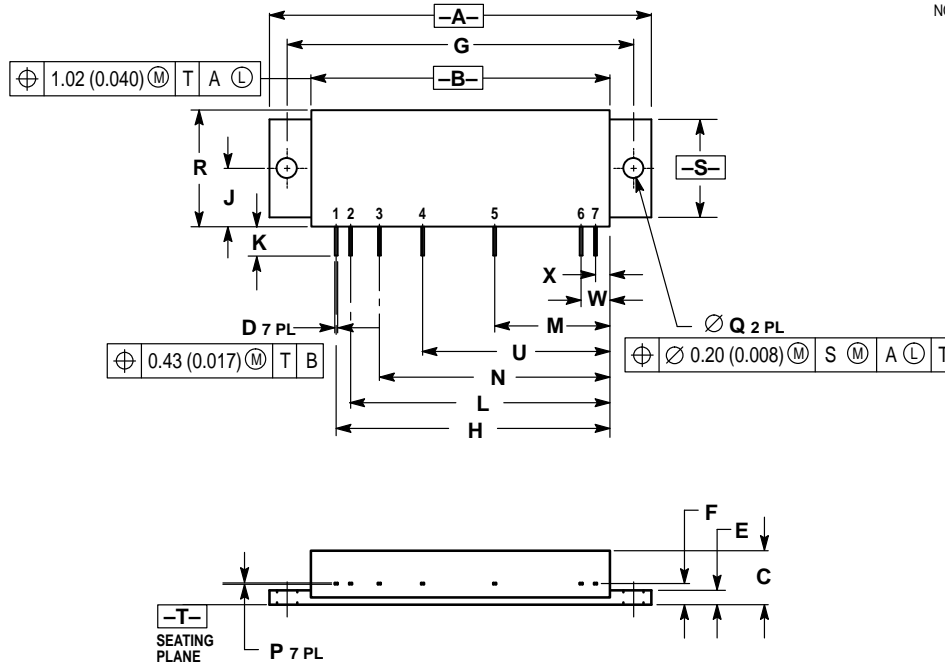 –A–
NO
G
⌖ 1.02 (0.040) Ⓜ T A Ⓛ
–B–
R
J
–S–
1 2 3 4 5 6 7
K
X
W
D 7 PL
M
∅ Q 2 PL
⌖ 0.43 (0.017) Ⓜ T B
U
⌖ ∅ 0.20 (0.008) Ⓜ S Ⓜ A Ⓛ T
N
L
H
F
E
C
–T–
SEATING
PLANE
P 7 PL